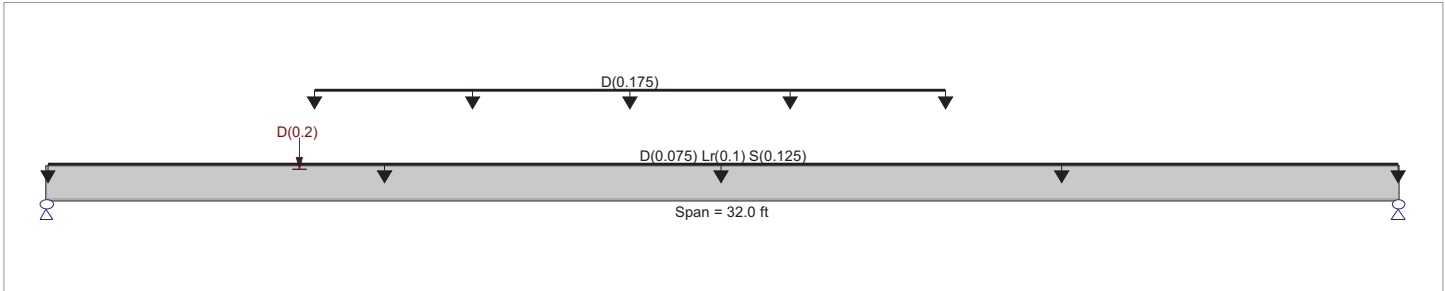 D(0.175)
D(0.2)
D(0.075) Lr(0.1) S(0.125)
Span = 32.0 ft